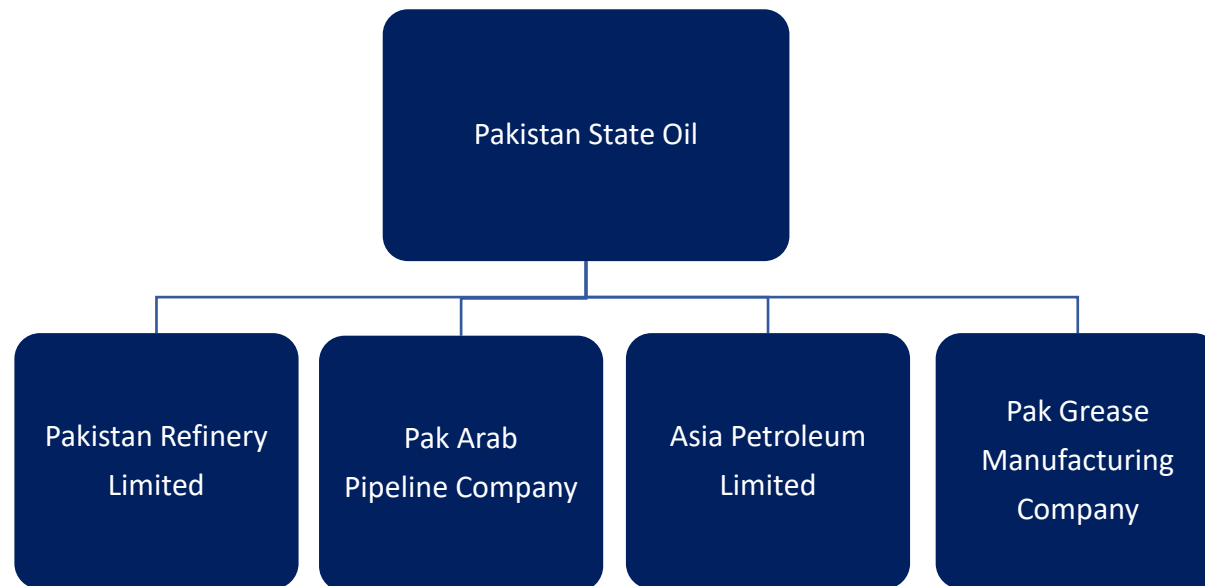 Pakistan State Oil
Pakistan Refinery
Limited
Pak Arab
Pipeline Company
Asia Petroleum
Limited
Pak Grease
Manufacturing
Company